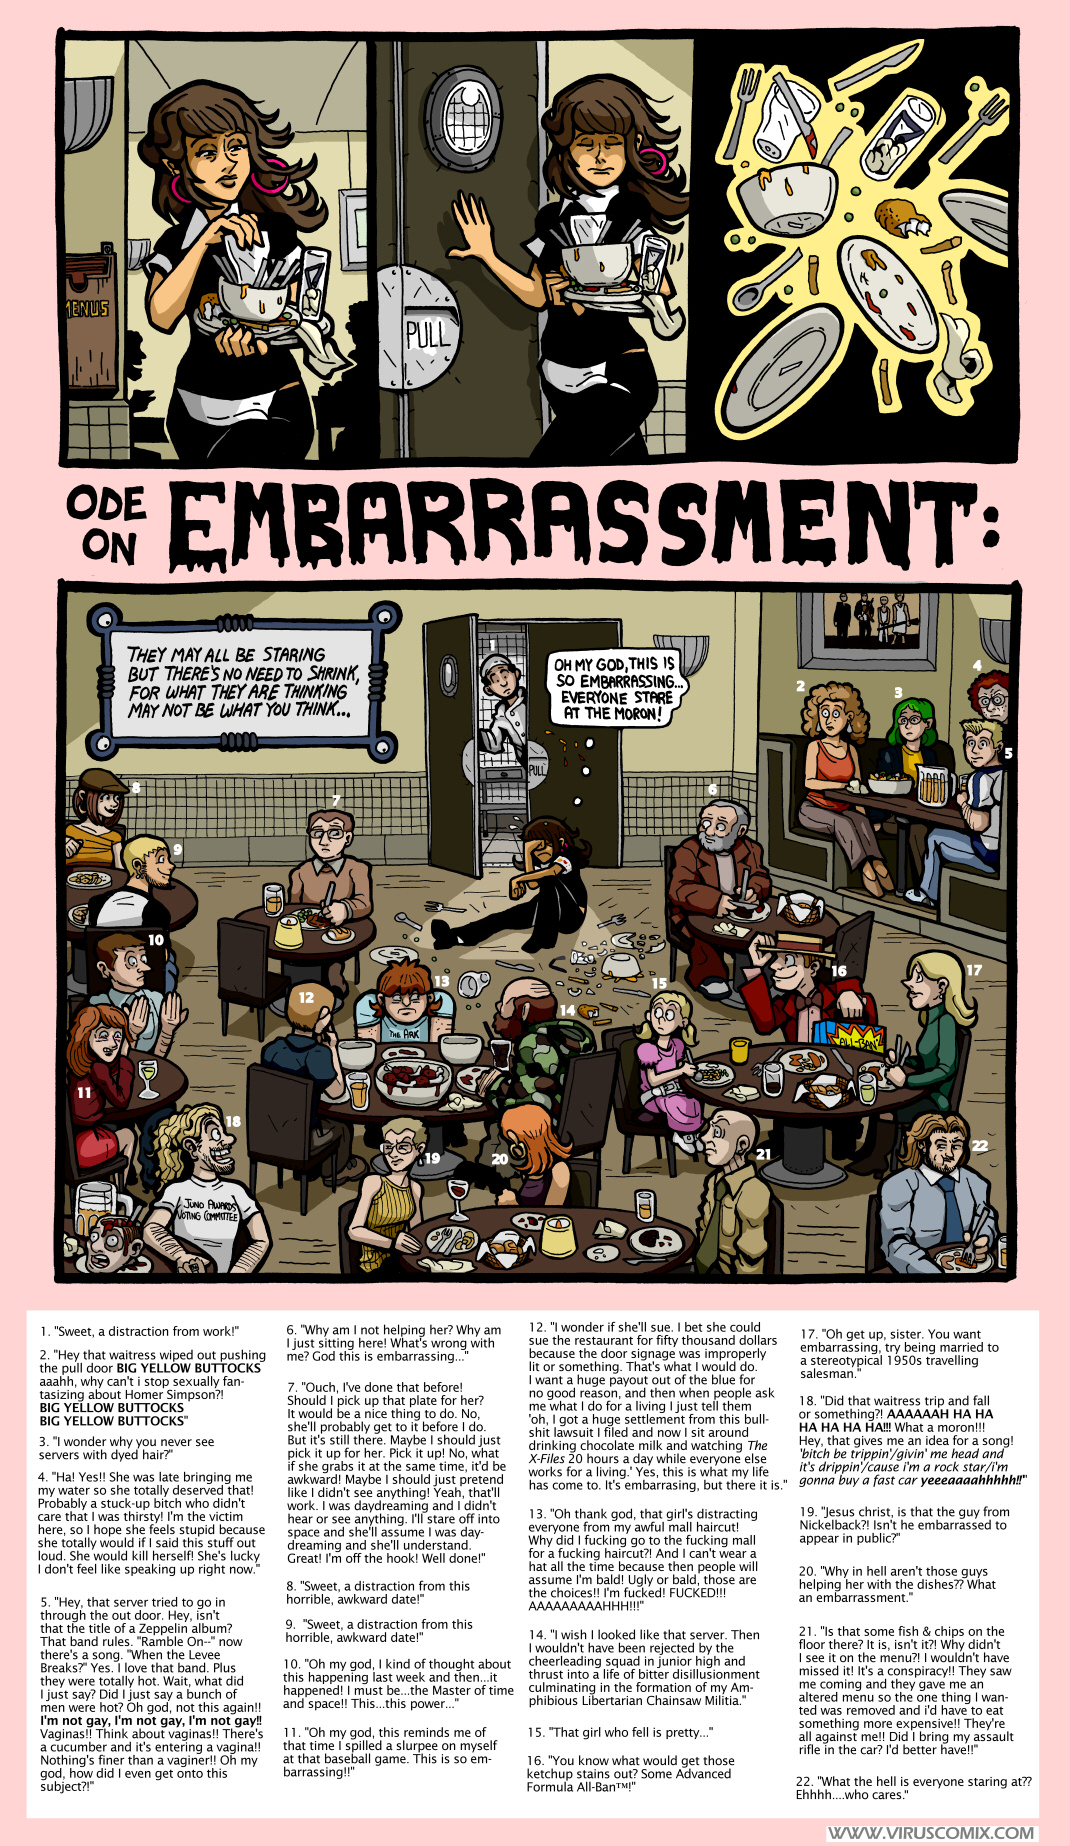 MENUS
PULL
ODE
ON
EMBARRASSMENT:
THEY MAY ALL BE STARING
BUT THERE'S NO NEED TO SHRINK,
FOR WHAT THEY ARE THINKING
MAY NOT BE WHAT YOU THINK...
OH MY GOD, THIS IS
SO EMBARRASSING...
EVERYONE STARE
AT THE MORON!
PULL
2
3
4
5
6
7
8
9
10
11
12
13
THE ARK
14
15
16
ALL-BAN
17
18
JUNO AWARDS
VOTING COMMITTEE
19
20
21
22
1. "Sweet, a distraction from work!"
2. "Hey that waitress wiped out pushing
the pull door BIG YELLOW BUTTOCKS
aaahh, why can't i stop sexually fan-
tasizing about Homer Simpson?!
BIG YELLOW BUTTOCKS
BIG YELLOW BUTTOCKS"
3. "I wonder why you never see
servers with dyed hair?"
4. "Ha! Yes!! She was late bringing me
my water so she totally deserved that!
Probably a stuck-up bitch who didn't
care that I was thirsty! I'm the victim
here, so I hope she feels stupid because
she totally would if I said this stuff out
loud. She would kill herself! She's lucky
I don't feel like speaking up right now."
5. "Hey, that server tried to go in
through the out door. Hey, isn't
that the title of a Zeppelin album?
That band rules. "Ramble On--" now
there's a song. "When the Levee
Breaks?" Yes. I love that band. Plus
they were totally hot. Wait, what did
I just say? Did I just say a bunch of
men were hot? Oh god, not this again!!
I'm not gay, I'm not gay, I'm not gay!!
Vaginas!! Think about vaginas!! There's
a cucumber and it's entering a vagina!!
Nothing's finer than a vaginer!! Oh my
god, how did I even get onto this
subject?!"
6. "Why am I not helping her? Why am
I just sitting here! What's wrong with
me? God this is embarrassing..."
7. "Ouch, I've done that before!
Should I pick up that plate for her?
It would be a nice thing to do. No,
she'll probably get to it before I do.
But it's still there. Maybe I should just
pick it up for her. Pick it up! No, what
if she grabs it at the same time, it'd be
awkward! Maybe I should just pretend
like I didn't see anything! Yeah, that'll
work. I was daydreaming and I didn't
hear or see anything. I'll stare off into
space and she'll assume I was day-
dreaming and she'll understand.
Great! I'm off the hook! Well done!"
8. "Sweet, a distraction from this
horrible, awkward date!"
9. "Sweet, a distraction from this
horrible, awkward date!"
10. "Oh my god, I kind of thought about
this happening last week and then...it
happened! I must be...the Master of time
and space!! This...this power..."
11. "Oh my god, this reminds me of
that time I spilled a slurpee on myself
at that baseball game. This is so em-
barrassing!!"
12. "I wonder if she'll sue. I bet she could
sue the restaurant for fifty thousand dollars
because the door signage was improperly
lit or something. That's what I would do.
I want a huge payout out of the blue for
no good reason, and then when people ask
me what I do for a living I just tell them
'oh, I got a huge settlement from this bull-
shit lawsuit I filed and now I sit around
drinking chocolate milk and watching The
X-Files 20 hours a day while everyone else
works for a living.' Yes, this is what my life
has come to. It's embarrasing, but there it is."
13. "Oh thank god, that girl's distracting
everyone from my awful mall haircut!
Why did I fucking go to the fucking mall
for a fucking haircut?! And I can't wear a
hat all the time because then people will
assume I'm bald! Ugly or bald, those are
the choices!! I'm fucked! FUCKED!!!
AAAAAAAAAHHH!!!"
14. "I wish I looked like that server. Then
I wouldn't have been rejected by the
cheerleading squad in junior high and
thrust into a life of bitter disillusionment
culminating in the formation of my Am-
phibious Libertarian Chainsaw Militia."
15. "That girl who fell is pretty..."
16. "You know what would get those
ketchup stains out? Some Advanced
Formula All-Ban™!"
17. "Oh get up, sister. You want
embarrassing, try being married to
a stereotypical 1950s travelling
salesman."
18. "Did that waitress trip and fall
or something?! AAAAAAH HA HA
HA HA HA HA!!! What a moron!!!
Hey, that gives me an idea for a song!
'bitch be trippin'/givin' me head and
it's drippin'/cause i'm a rock star/i'm
gonna buy a fast car yeeeaaaahhhhh!!'"
19. "Jesus christ, is that the guy from
Nickelback?! Isn't he embarrassed to
appear in public?"
20. "Why in hell aren't those guys
helping her with the dishes?? What
an embarrassment."
21. "Is that some fish & chips on the
floor there? It is, isn't it?! Why didn't
I see it on the menu?! I wouldn't have
missed it! It's a conspiracy!! They saw
me coming and they gave me an
altered menu so the one thing I wan-
ted was removed and i'd have to eat
something more expensive!! They're
all against me!! Did I bring my assault
rifle in the car? I'd better have!!"
22. "What the hell is everyone staring at??
Ehhhh....who cares."
WWW.VIRUSCOMIX.COM